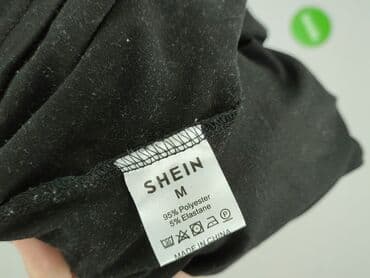 SHEIN
M
95% Polyester
5% Elastane
MADE IN CHINA